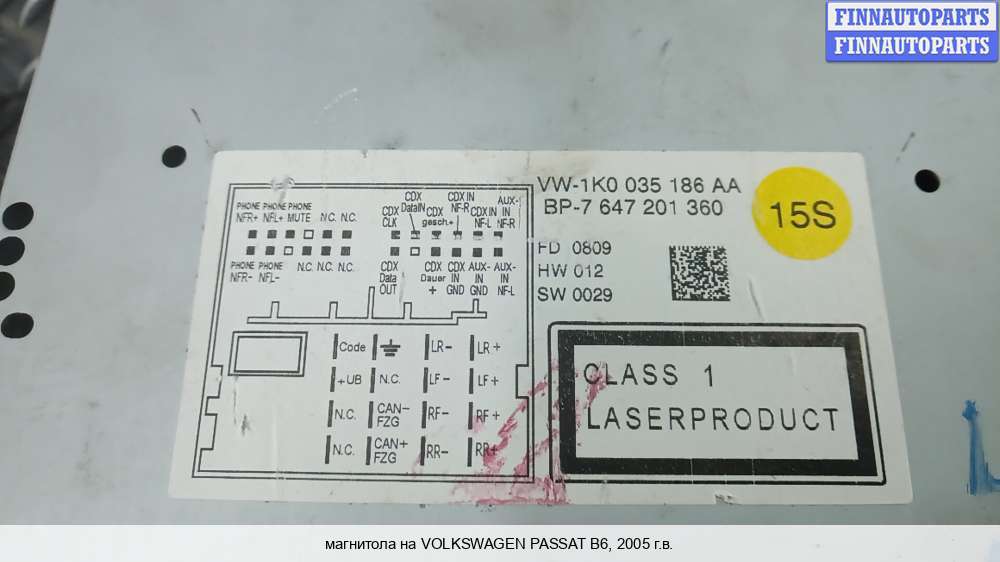 FINNAUTOPARTS
FINNAUTOPARTS
VW-1K0 035 186 AA
BP-7 647 201 360
15S
FD 0809
HW 012
SW 0029
PHONE NFR+
PHONE NFL+
PHONE MUTE
N.C. N.C.
CDX CLK
CDX DataIN
CDX gesch.+
CDX IN NF-R
CDX IN NF-L
AUX-IN NF-R
PHONE NFR-
PHONE NFL-
N.C. N.C. N.C.
CDX Data OUT
CDX Dauer +
CDX IN GND
AUX-IN GND
AUX-IN NF-L
Code LR- LR+
+UB N.C. LF- LF+
N.C. CAN- FZG RF- RF+
N.C. CAN+ FZG RR- RR+
CLASS 1
LASERPRODUCT
магнитола на VOLKSWAGEN PASSAT B6, 2005 г.в.